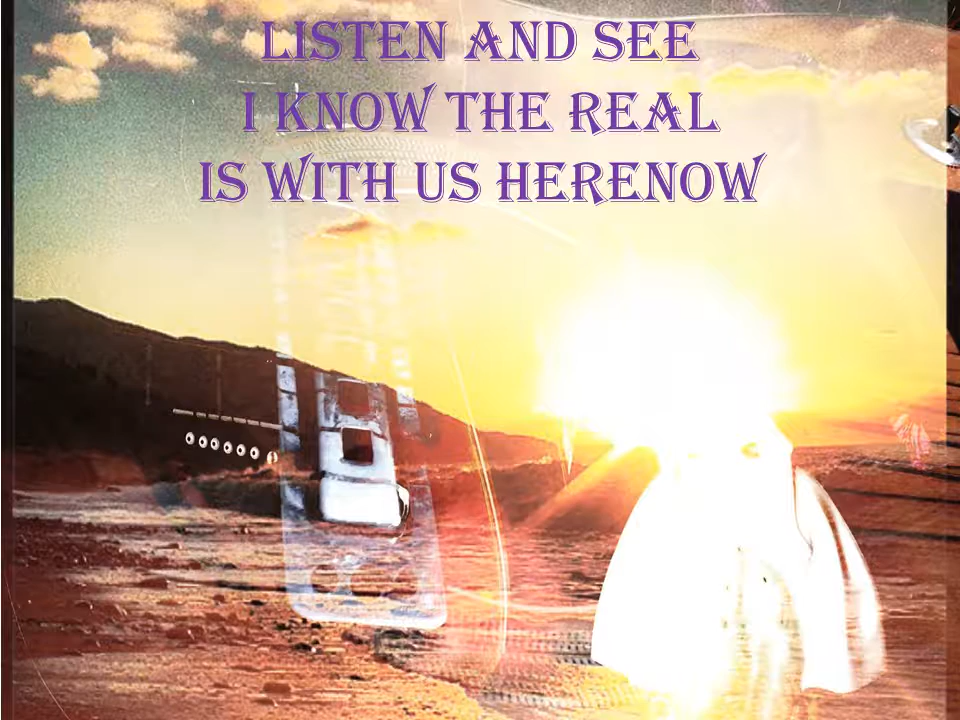 LISTEN AND SEE
I KNOW THE REAL
IS WITH US HERENOW